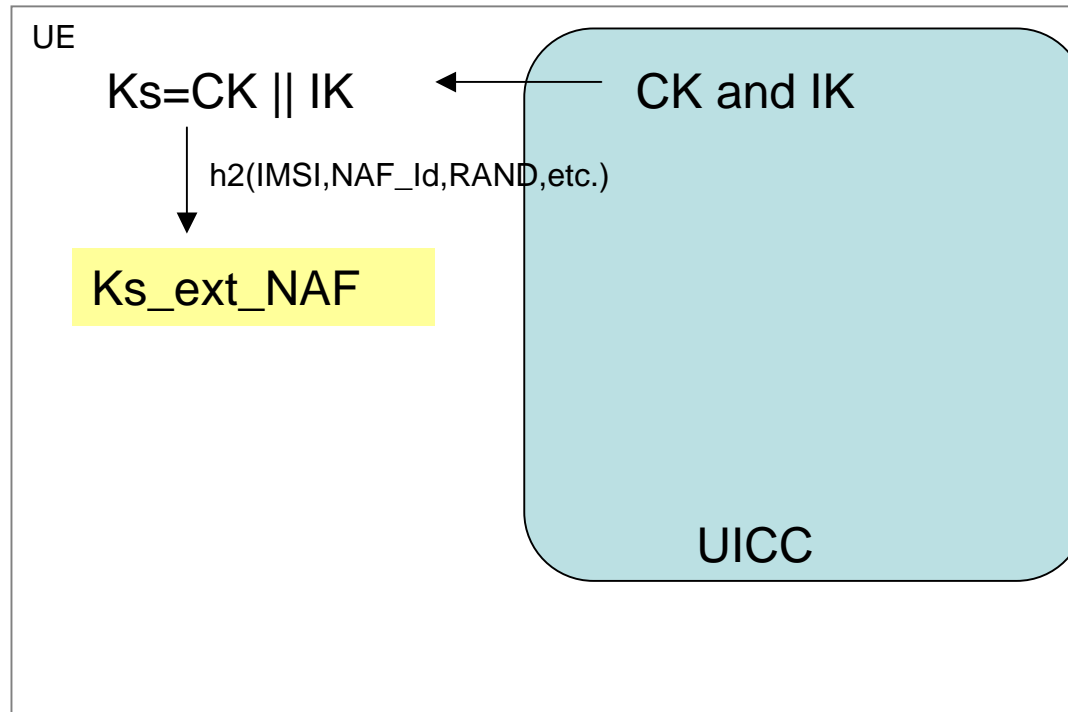 UE
Ks=CK || IK
CK and IK
h2(IMSI,NAF_Id,RAND,etc.)
Ks_ext_NAF
UICC